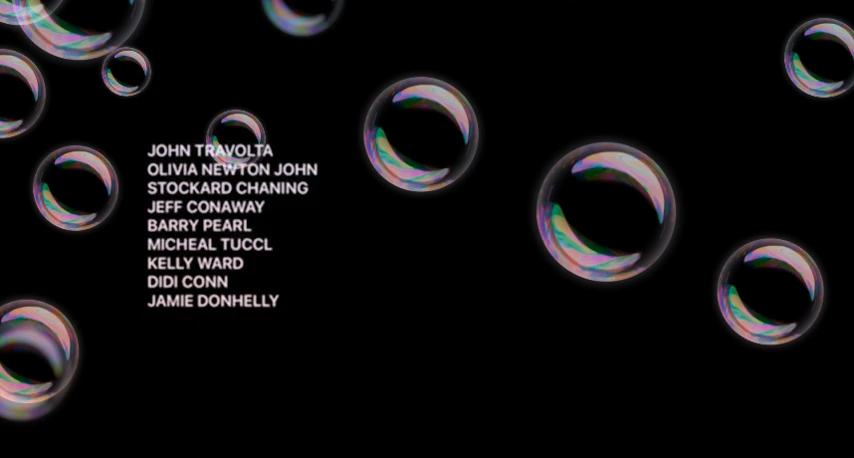 JOHN TRAVOLTA
OLIVIA NEWTON JOHN
STOCKARD CHANING
JEFF CONAWAY
BARRY PEARL
MICHEAL TUCCL
KELLY WARD
DIDI CONN
JAMIE DONHELLY